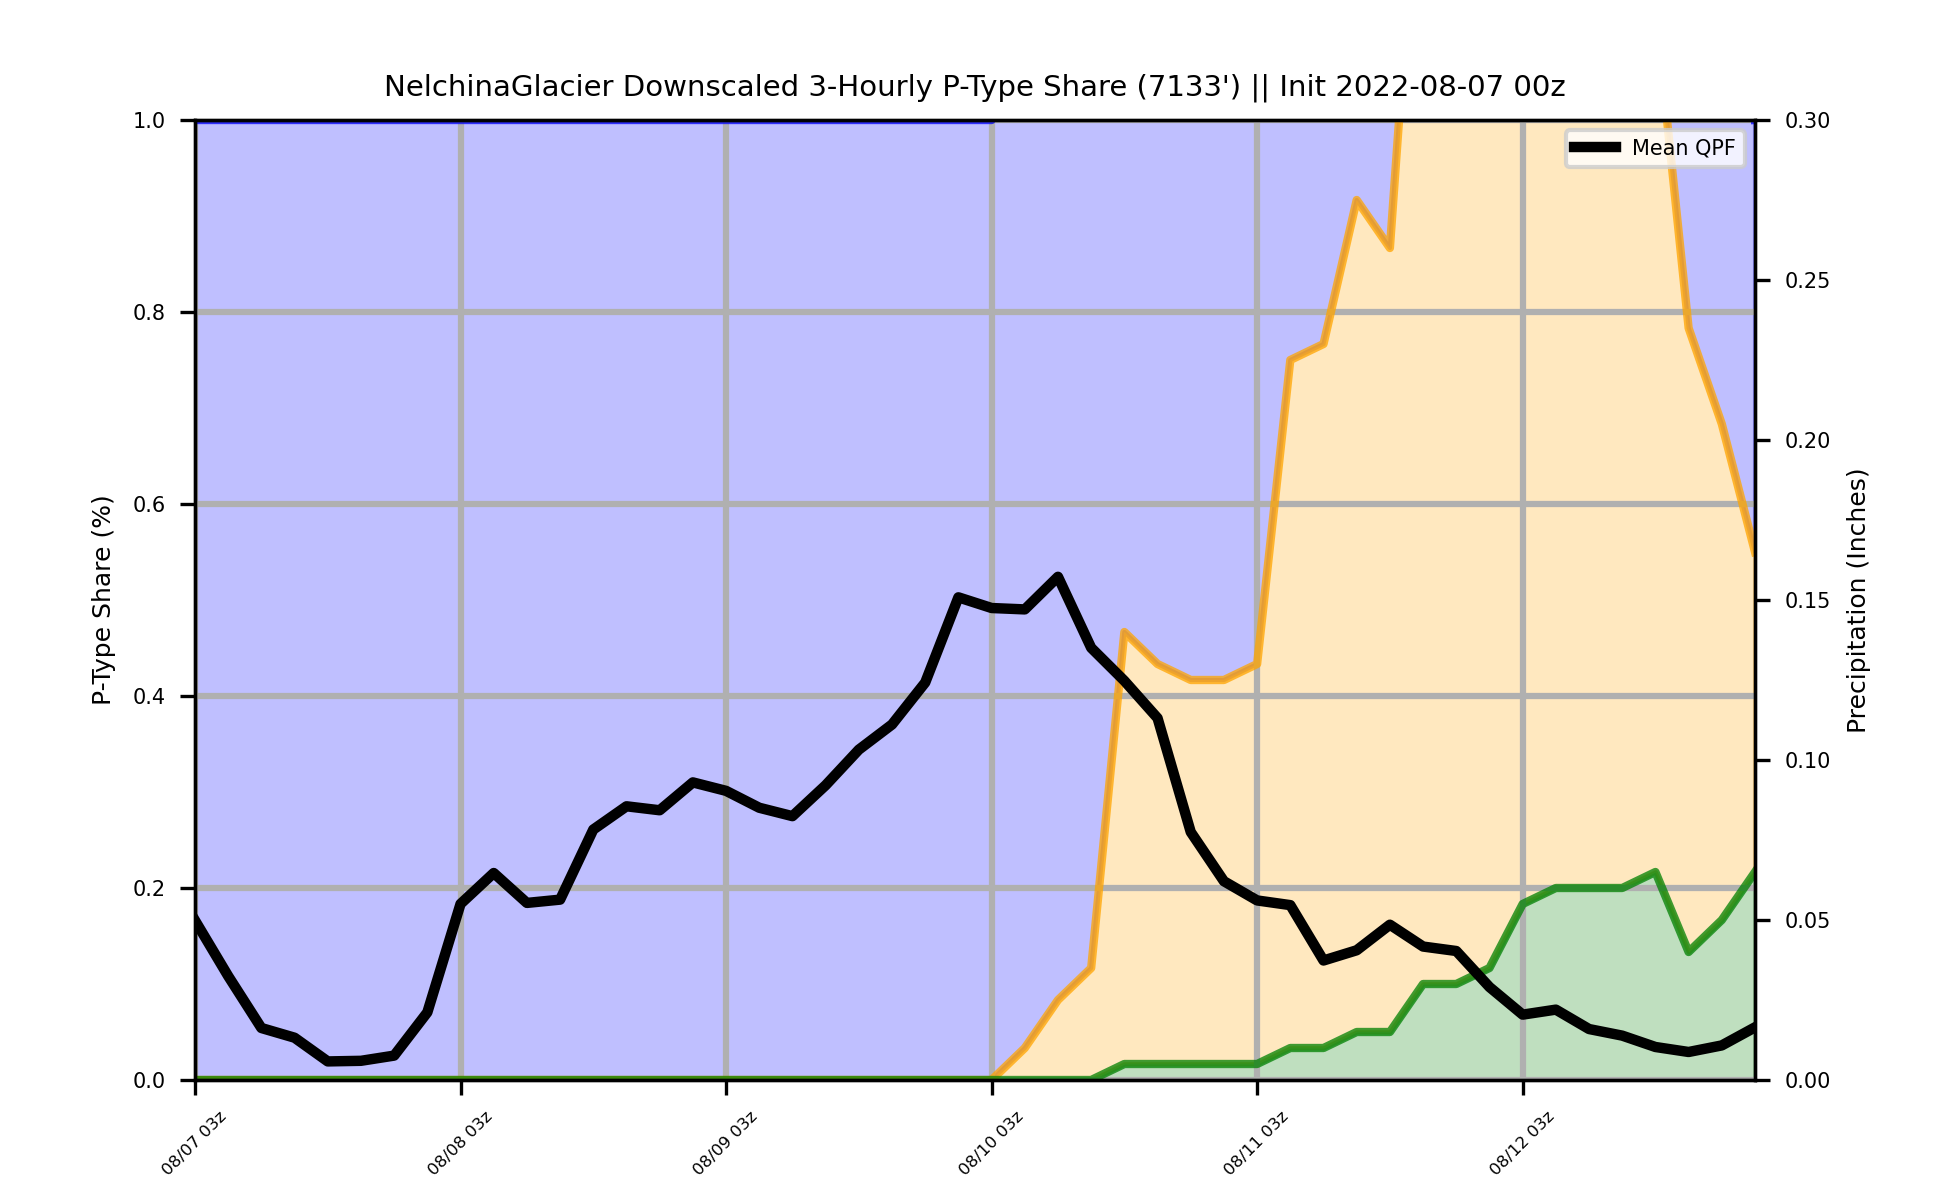 NelchinaGlacier Downscaled 3-Hourly P-Type Share (7133') || Init 2022-08-07 00z
Mean QPF
P-Type Share (%)
1.0
0.8
0.6
0.4
0.2
0.0
0.30
0.25
0.20
0.15
0.10
0.05
0.00
Precipitation (Inches)
08/07 03z
08/08 03z
08/09 03z
08/10 03z
08/11 03z
08/12 03z